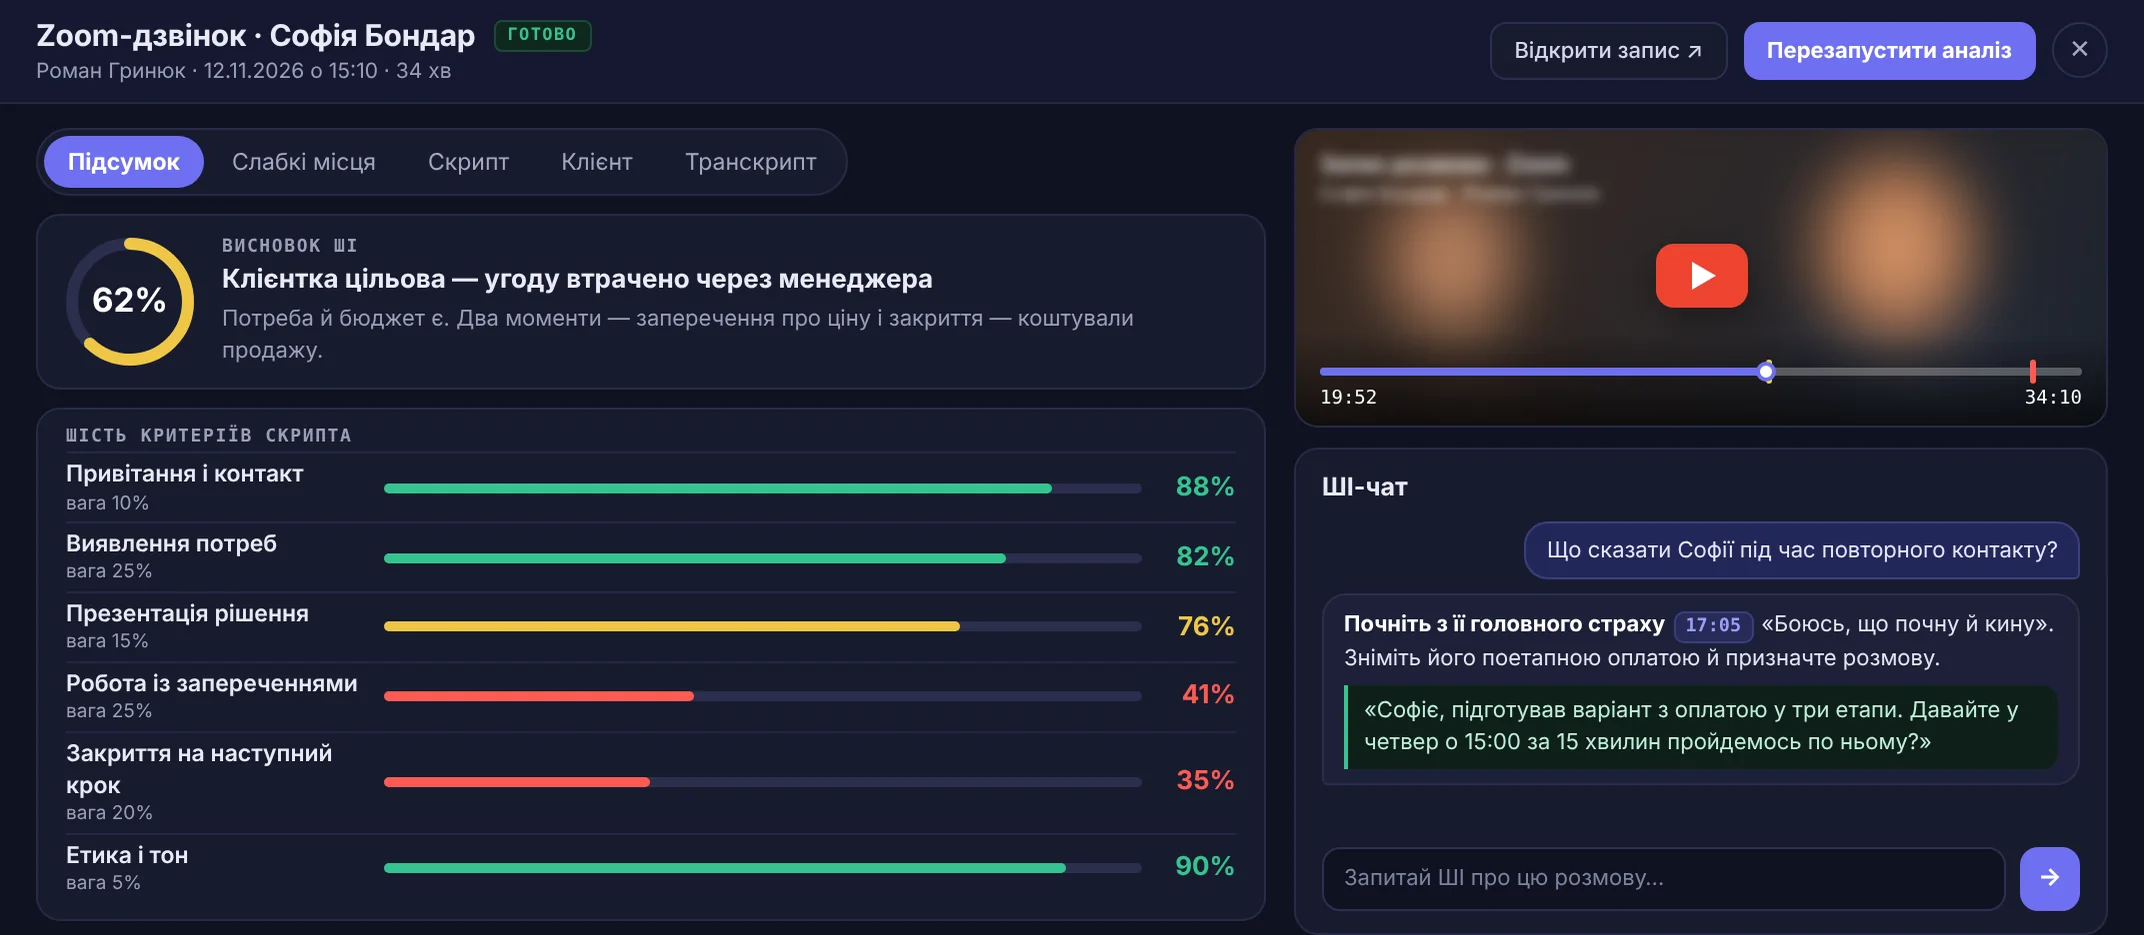 Zoom-дзвінок · Софія Бондар ГОТОВО
Роман Гринюк · 12.11.2026 о 15:10 · 34 хв
Відкрити запис ↗
Перезапустити аналіз
✕
Підсумок Слабкі місця Скрипт Клієнт Транскрипт
62%
ВИСНОВОК ШІ
Клієнтка цільова — угоду втрачено через менеджера
Потреба й бюджет є. Два моменти — заперечення про ціну і закриття — коштували
продажу.
ШІСТЬ КРИТЕРІЇВ СКРИПТА
Привітання і контакт
вага 10%
88%
Виявлення потреб
вага 25%
82%
Презентація рішення
вага 15%
76%
Робота із запереченнями
вага 25%
41%
Закриття на наступний
крок
вага 20%
35%
Етика і тон
вага 5%
90%
19:52 34:10
ШІ-чат
Що сказати Софії під час повторного контакту?
Почніть з її головного страху 17:05 «Боюсь, що почну й кину».
Зніміть його поетапною оплатою й призначте розмову.
«Софіє, підготував варіант з оплатою у три етапи. Давайте у
четвер о 15:00 за 15 хвилин пройдемось по ньому?»
Запитай ШІ про цю розмову...
→